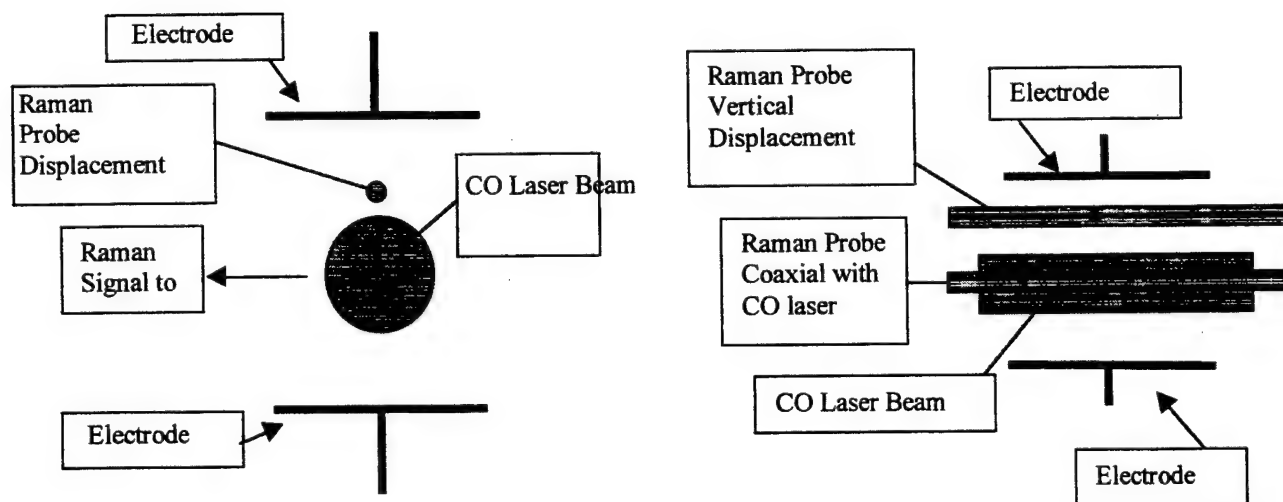 Electrode
Raman
Probe
Displacement
CO Laser Beam
Raman
Signal to
Electrode
Raman Probe
Vertical
Displacement
Electrode
Raman Probe
Coaxial with
CO laser
CO Laser Beam
Electrode